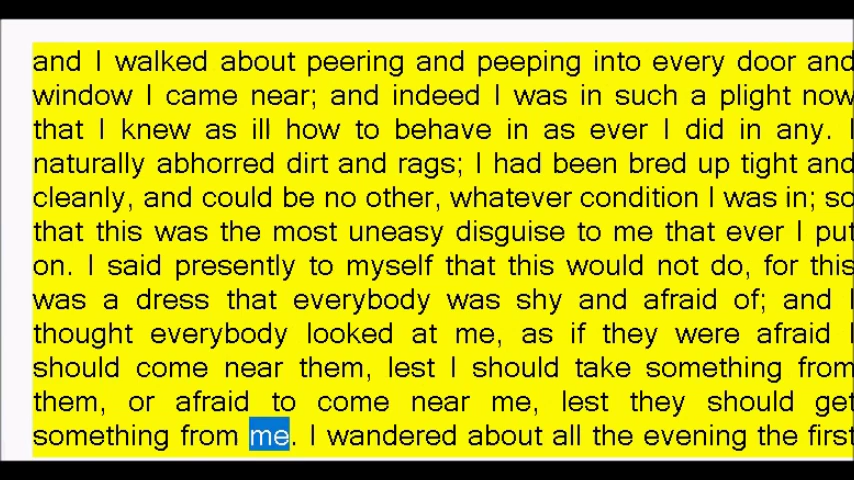 and I walked about peering and peeping into every door and
window I came near; and indeed I was in such a plight now
that I knew as ill how to behave in as ever I did in any. I
naturally abhorred dirt and rags; I had been bred up tight and
cleanly, and could be no other, whatever condition I was in; so
that this was the most uneasy disguise to me that ever I put
on. I said presently to myself that this would not do, for this
was a dress that everybody was shy and afraid of; and I
thought everybody looked at me, as if they were afraid I
should come near them, lest I should take something from
them, or afraid to come near me, lest they should get
something from me. I wandered about all the evening the first